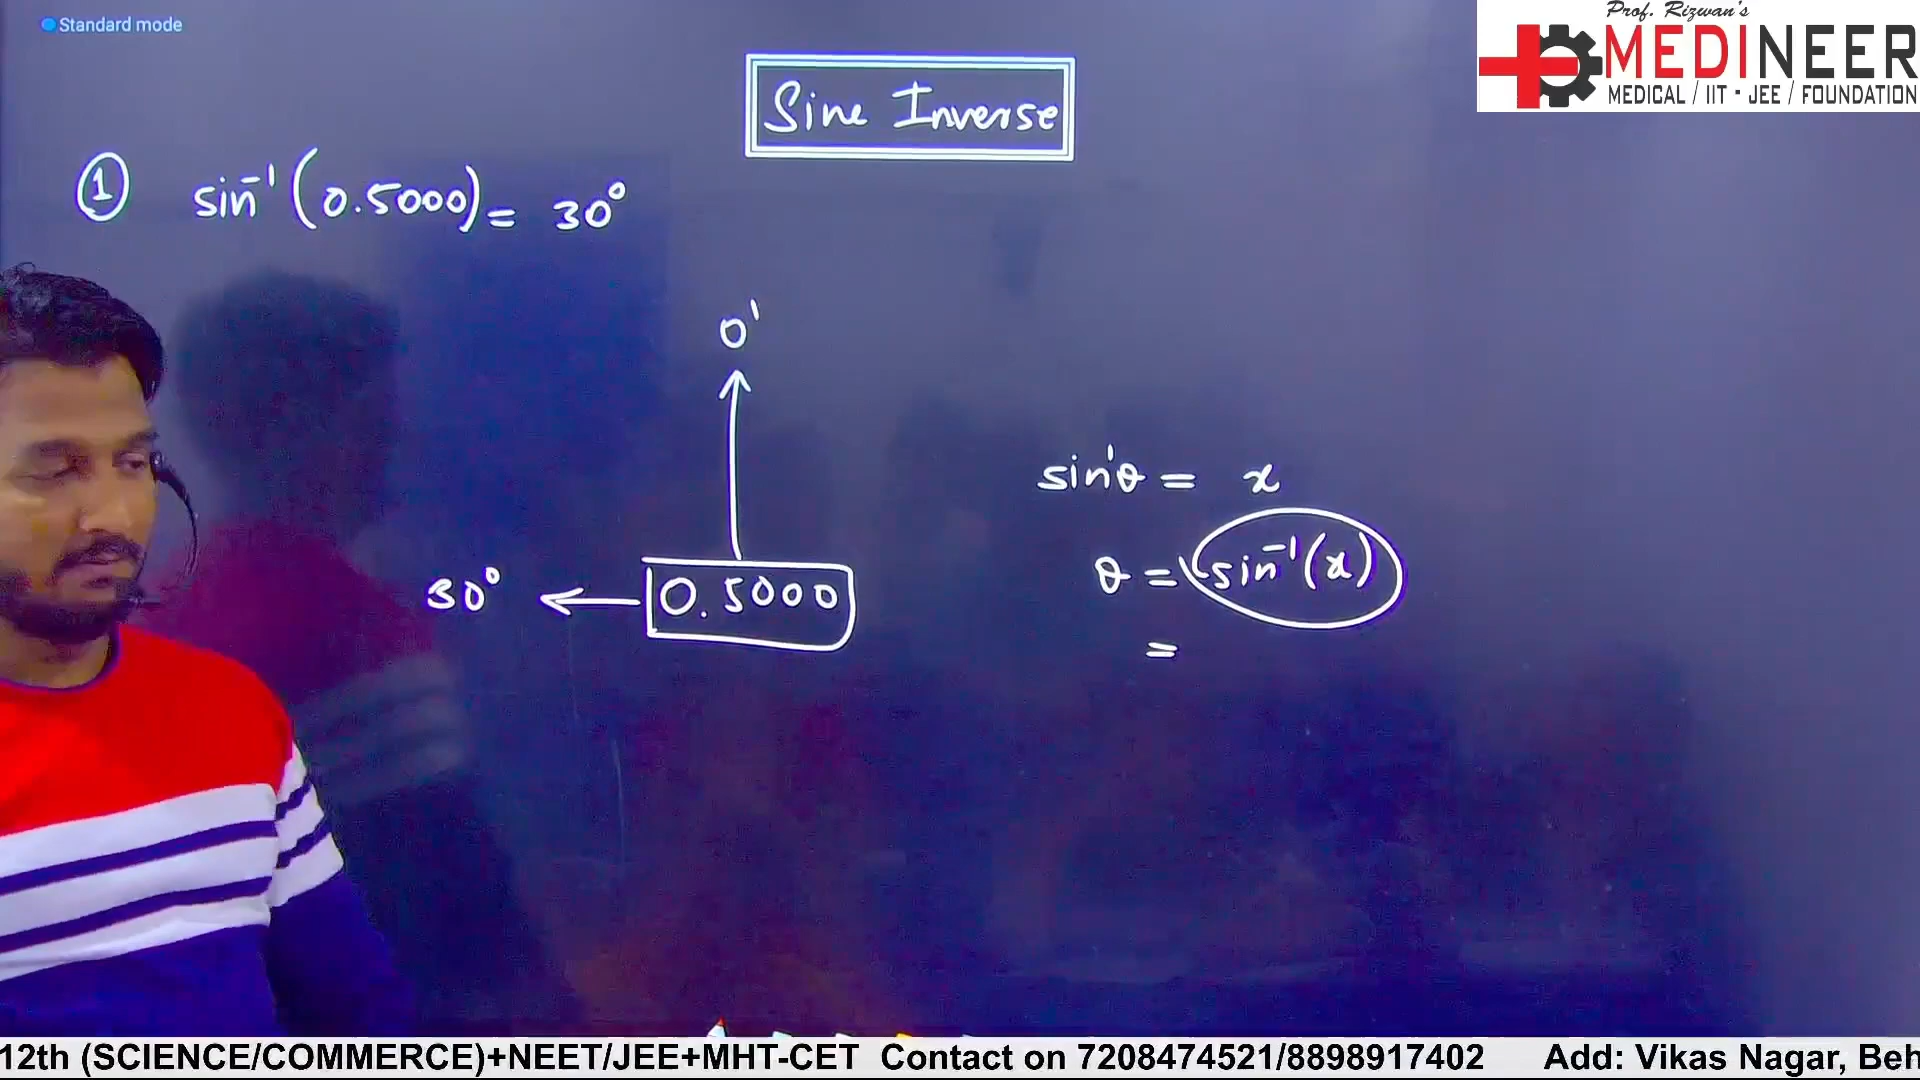 Standard mode
Prof. Rizwan's
MEDINEER
MEDICAL / IIT - JEE / FOUNDATION
Sine Inverse
① sin⁻¹(0.5000) = 30°
0'
sin'θ = x
θ = sin⁻¹(x)
30° ← 0.5000
=
12th (SCIENCE/COMMERCE)+NEET/JEE+MHT-CET Contact on 7208474521/8898917402 Add: Vikas Nagar, Beh